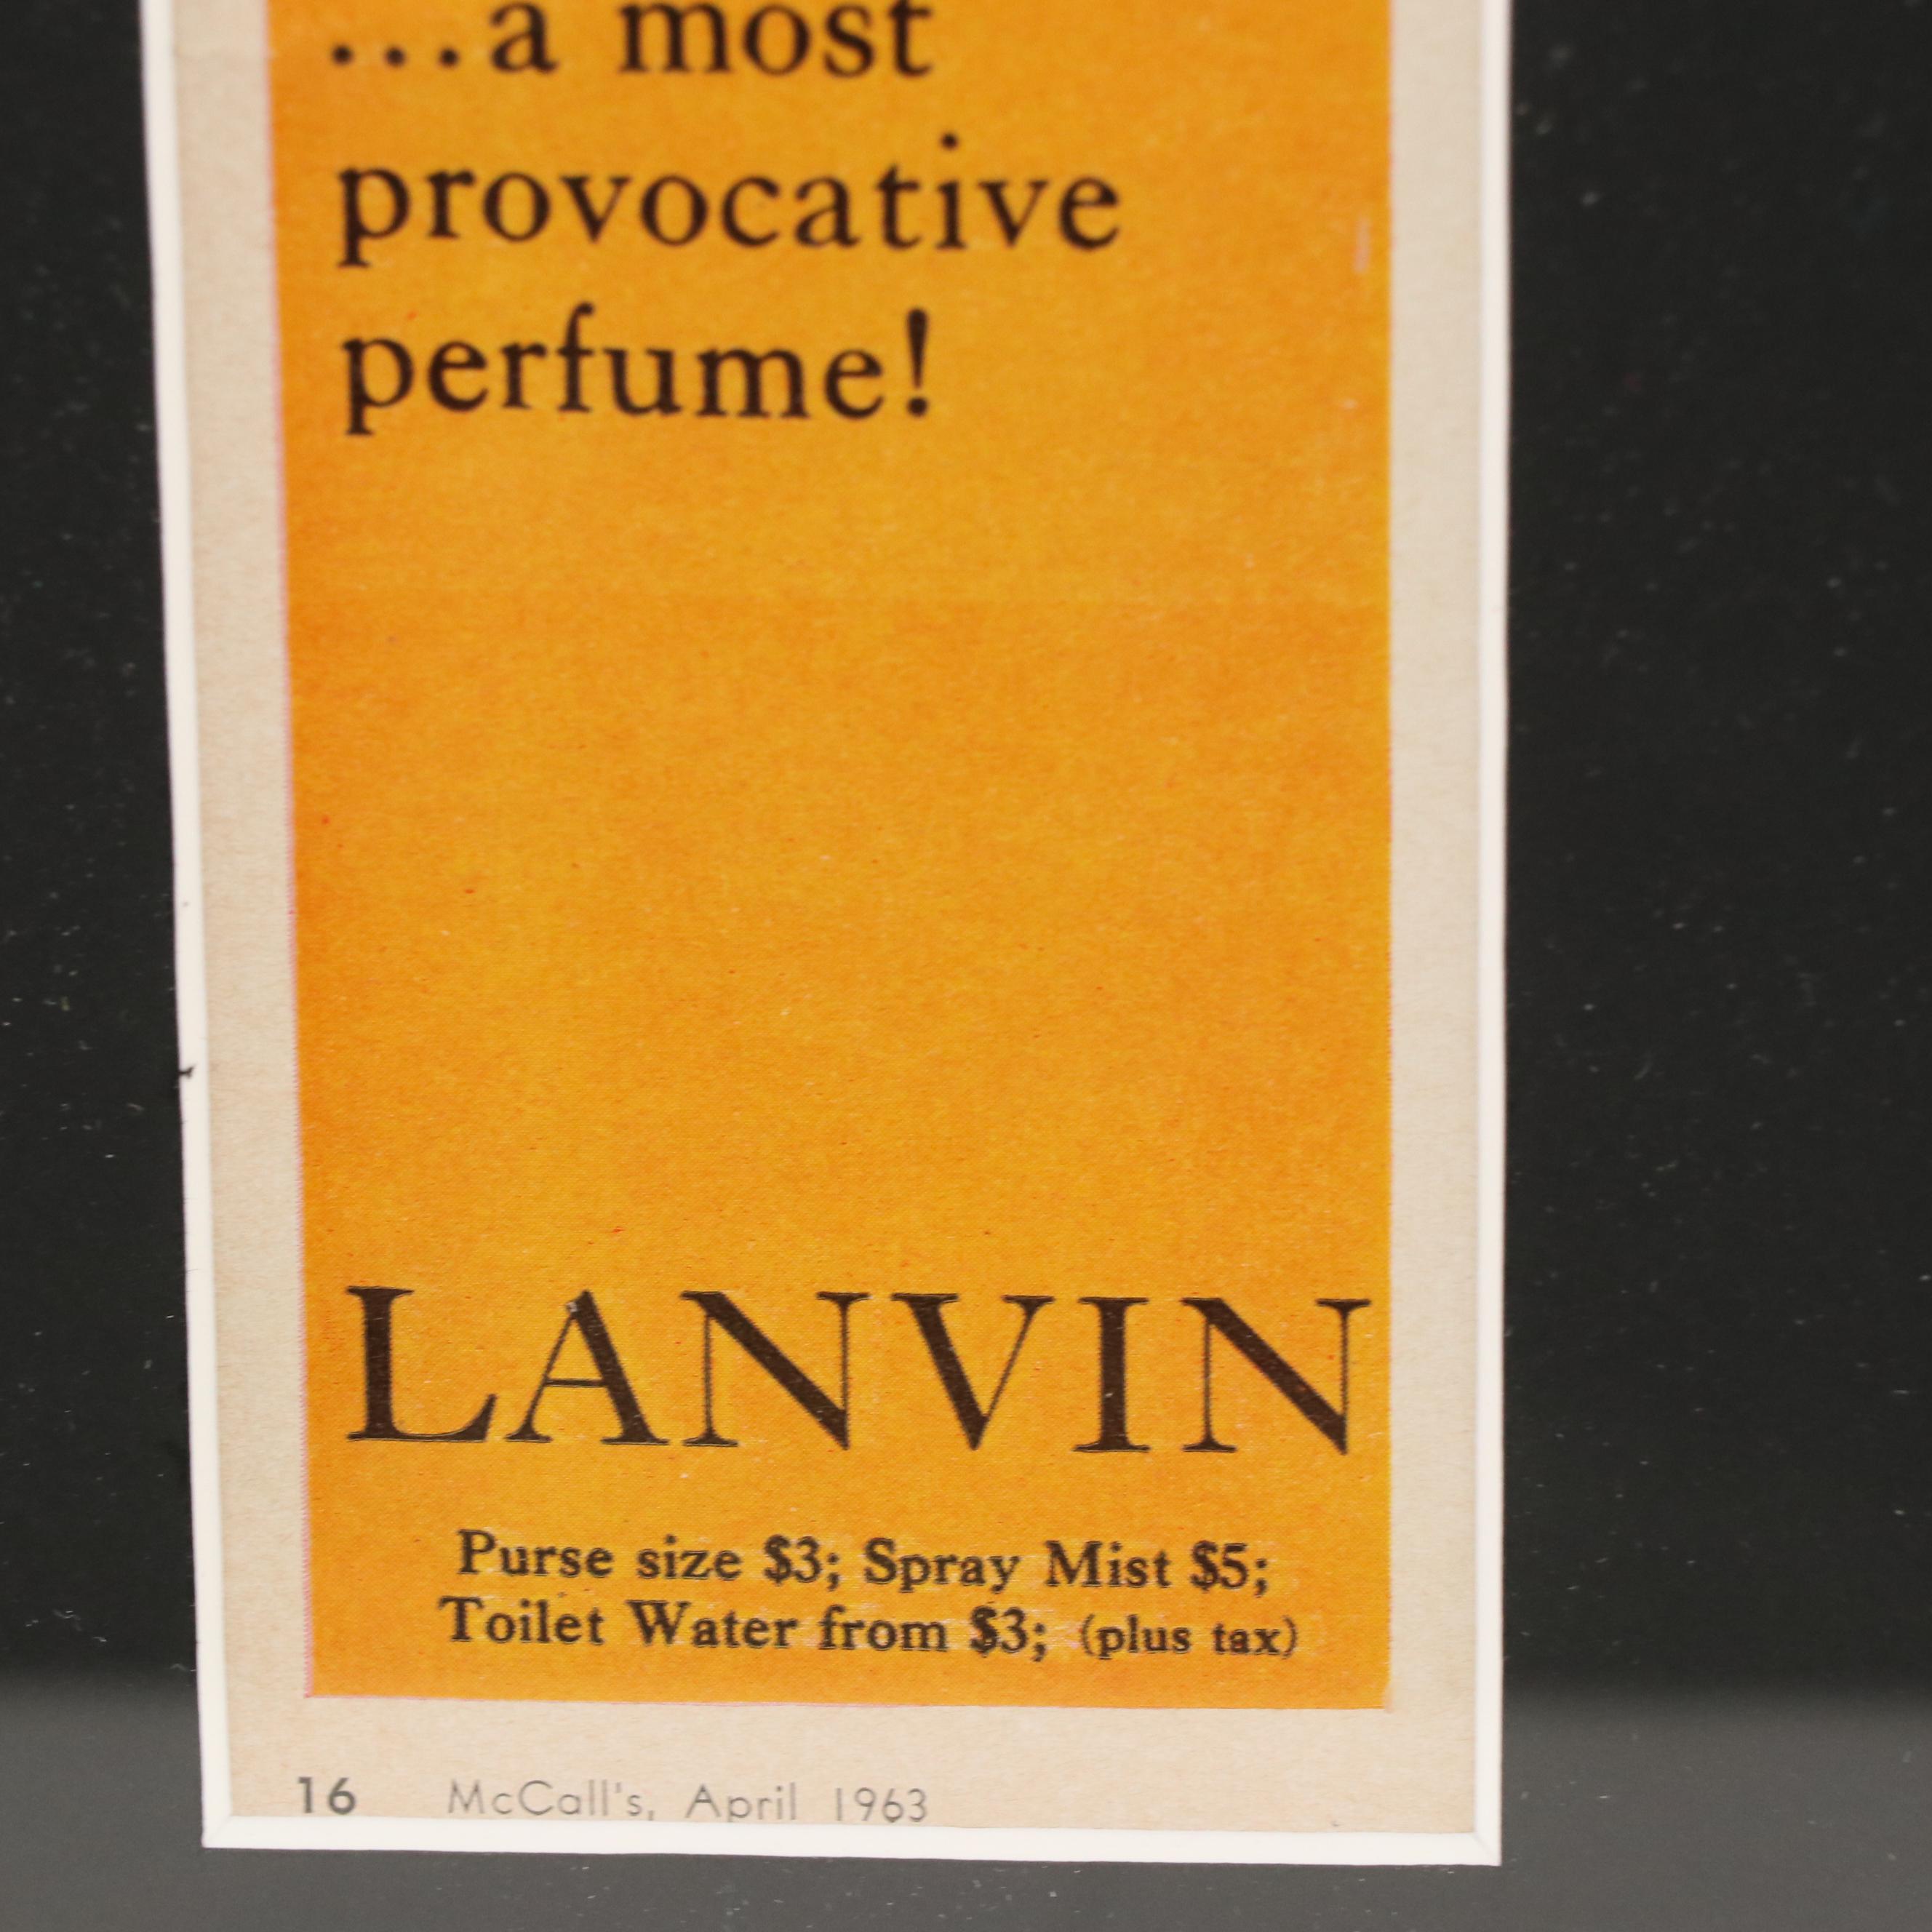 ...a most
provocative
perfume!
LANVIN
Purse size $3; Spray Mist $5;
Toilet Water from $3; (plus tax)
16 McCall's, April 1963